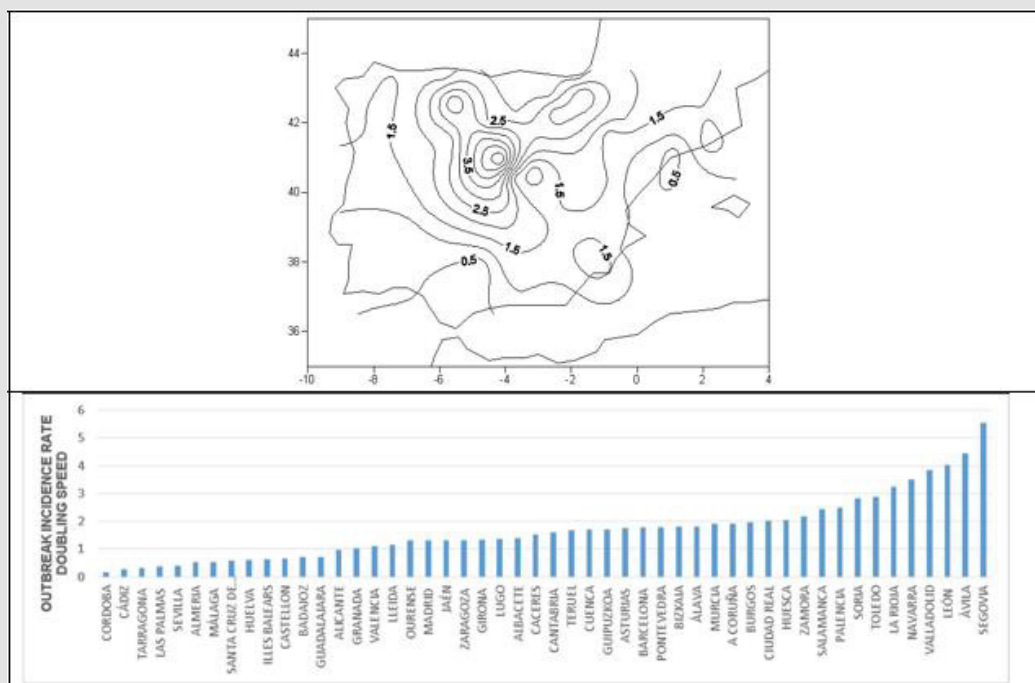 44
42
40
38
36
-10
-8
-6
-4
-2
0
2
4
1.5
2.5
1.5
3.5
2.5
1.5
1.5
0.5
1.5
0.5
1.5
OUTBREAK INCIDENCE RATE
DOUBLING SPEED
6
5
4
3
2
1
0
CORDOBA
CÁDIZ
TARRAGONA
LAS PALMAS
SEVILLA
ALMERIA
MÁLAGA
SANTA CRUZ DE...
HUELVA
ILLES BALEARS
CASTELLON
BADAJOZ
GUADALAJARA
ALICANTE
GRANADA
VALENCIA
LLEIDA
OURENSE
MADRID
JAÉN
ZARAGOZA
GIRONA
LUGO
ALBACETE
CACERES
CANTABRIA
TERUEL
CUENCA
GUIPUZXOA
ASTURIAS
BARCELONA
PONTEVEDRA
BIZXAIA
ÁLAVA
MURCIA
A CORUÑA
BURGOS
CIUDAD REAL
HUESCA
ZAMORA
SALAMANCA
PALENCIA
SORIA
TOLEDO
LA RIOJA
NAVARRA
VALLADOLID
LEÓN
ÁVILA
SEGOVIA